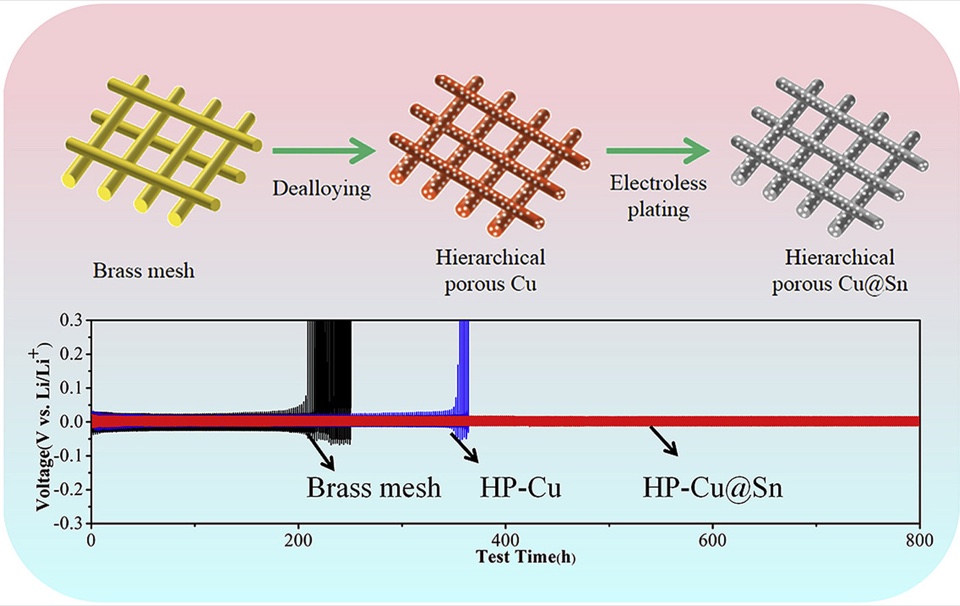 Dealloying
Electroless
plating
Brass mesh
Hierarchical
porous Cu
Hierarchical
porous Cu@Sn
Voltage(V vs. Li/Li+)
0.3
0.2
0.1
0.0
-0.1
-0.2
-0.3
Brass mesh
HP-Cu
HP-Cu@Sn
0
200
400
600
800
Test Time(h)